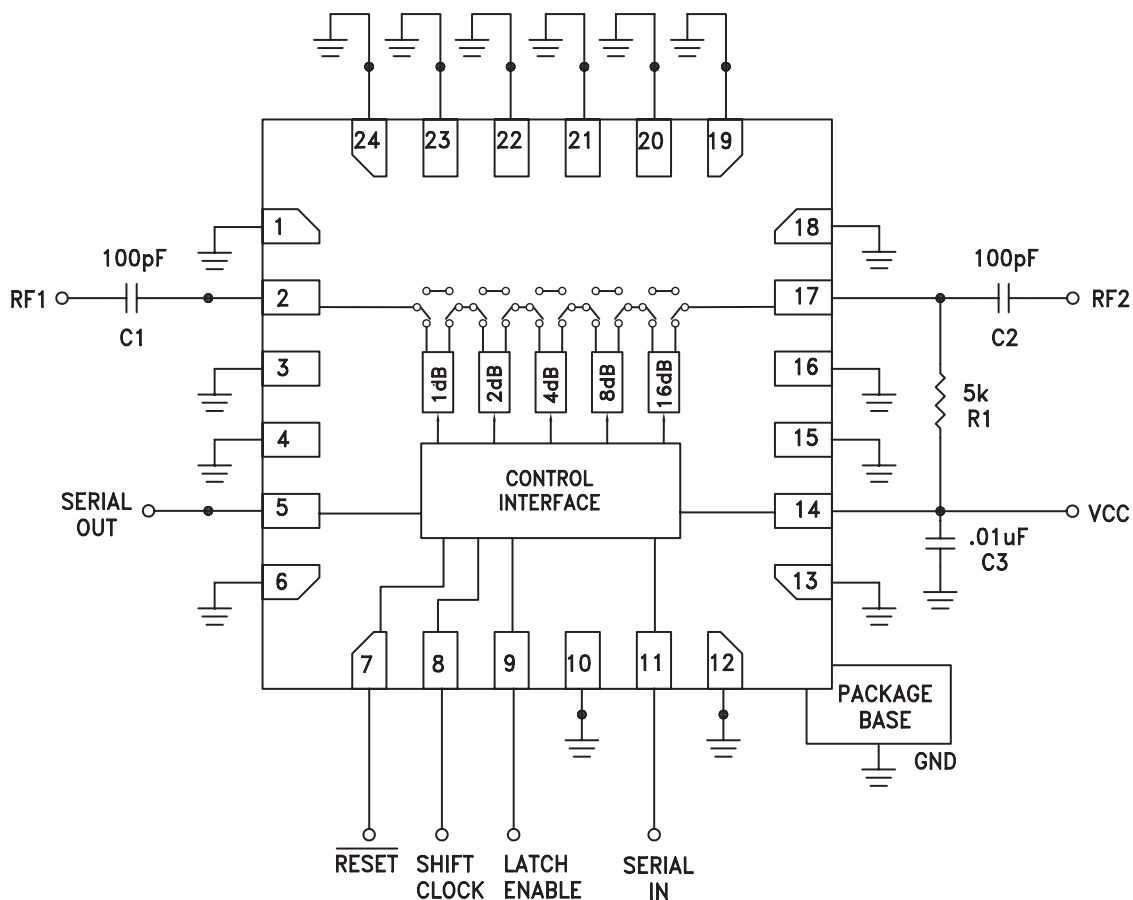 24 23 22 21 20 19
1
18
100pF
100pF
RF1
2
17
RF2
C1
C2
3
16
1dB
2dB
4dB
8dB
16dB
5k
R1
4
15
CONTROL
INTERFACE
SERIAL
OUT
5
14
VCC
.01uF
C3
6
13
7 8 9 10 11 12
PACKAGE
BASE
GND
RESET
SHIFT
CLOCK
LATCH
ENABLE
SERIAL
IN